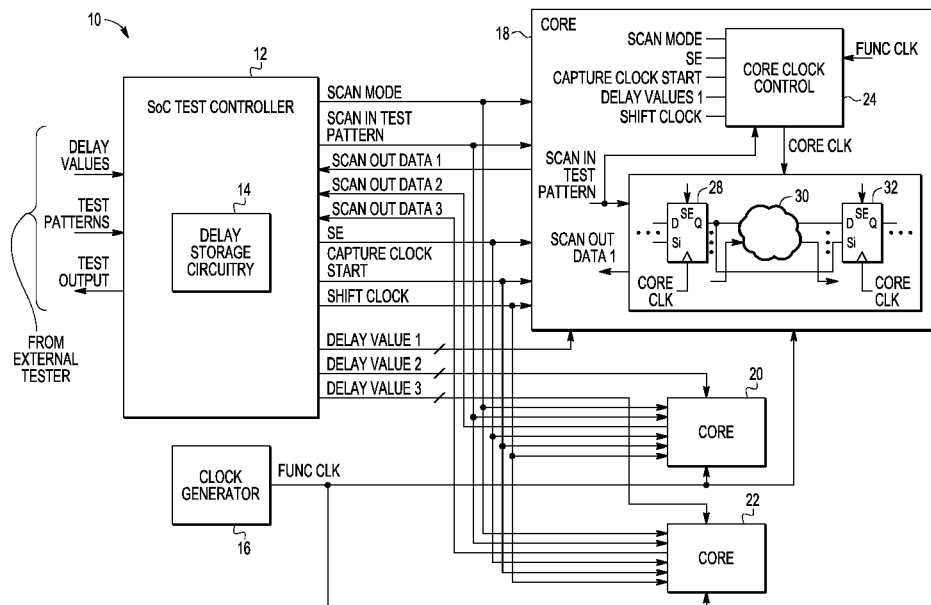 10
12
SoC TEST CONTROLLER
DELAY
VALUES
TEST
PATTERNS
TEST
OUTPUT
FROM
EXTERNAL
TESTER
14
DELAY
STORAGE
CIRCUITRY
SCAN MODE
SCAN IN TEST
PATTERN
SCAN OUT DATA 1
SCAN OUT DATA 2
SCAN OUT DATA 3
SE
CAPTURE CLOCK
START
SHIFT CLOCK
DELAY VALUE 1
DELAY VALUE 2
DELAY VALUE 3
CLOCK
GENERATOR
16
FUNC CLK
18
CORE
SCAN MODE
SE
CAPTURE CLOCK START
DELAY VALUES 1
SHIFT CLOCK
CORE CLOCK
CONTROL
FUNC CLK
24
CORE CLK
SCAN IN
TEST
PATTERN
SCAN OUT
DATA 1
28
SE
D Q
Si
CORE
CLK
30
32
SE
D Q
Si
CORE
CLK
20
CORE
22
CORE